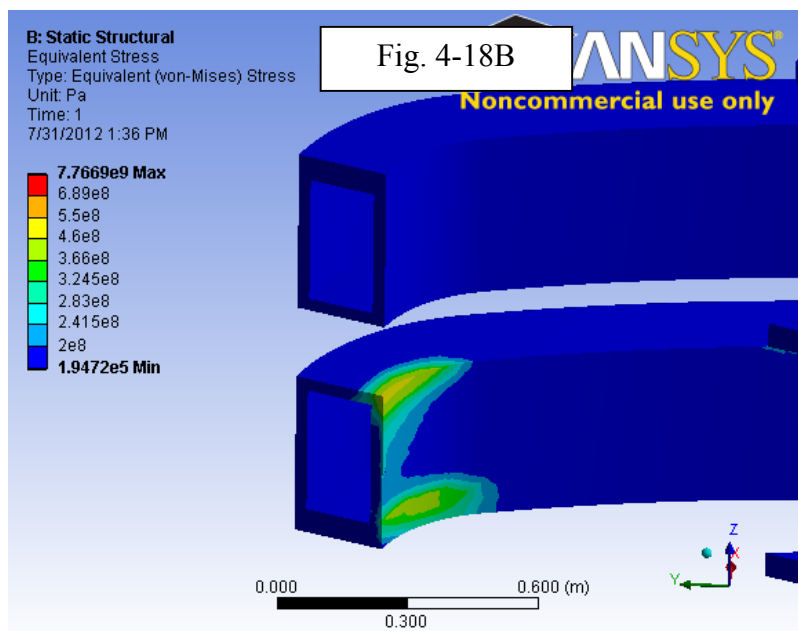 B: Static Structural
Equivalent Stress
Type: Equivalent (von-Mises) Stress
Unit: Pa
Time: 1
7/31/2012 1:36 PM
Fig. 4-18B
ANSYS
Noncommercial use only
7.7669e9 Max
6.89e8
5.5e8
4.6e8
3.66e8
3.245e8
2.83e8
2.415e8
2e8
1.9472e5 Min
0.000 0.600 (m)
0.300
Z
X
Y